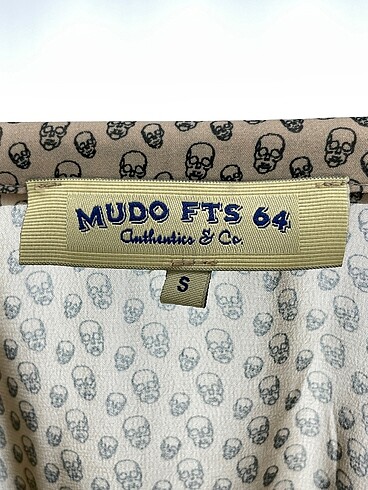 MUDO FTS 64
Authentics & Co.
S